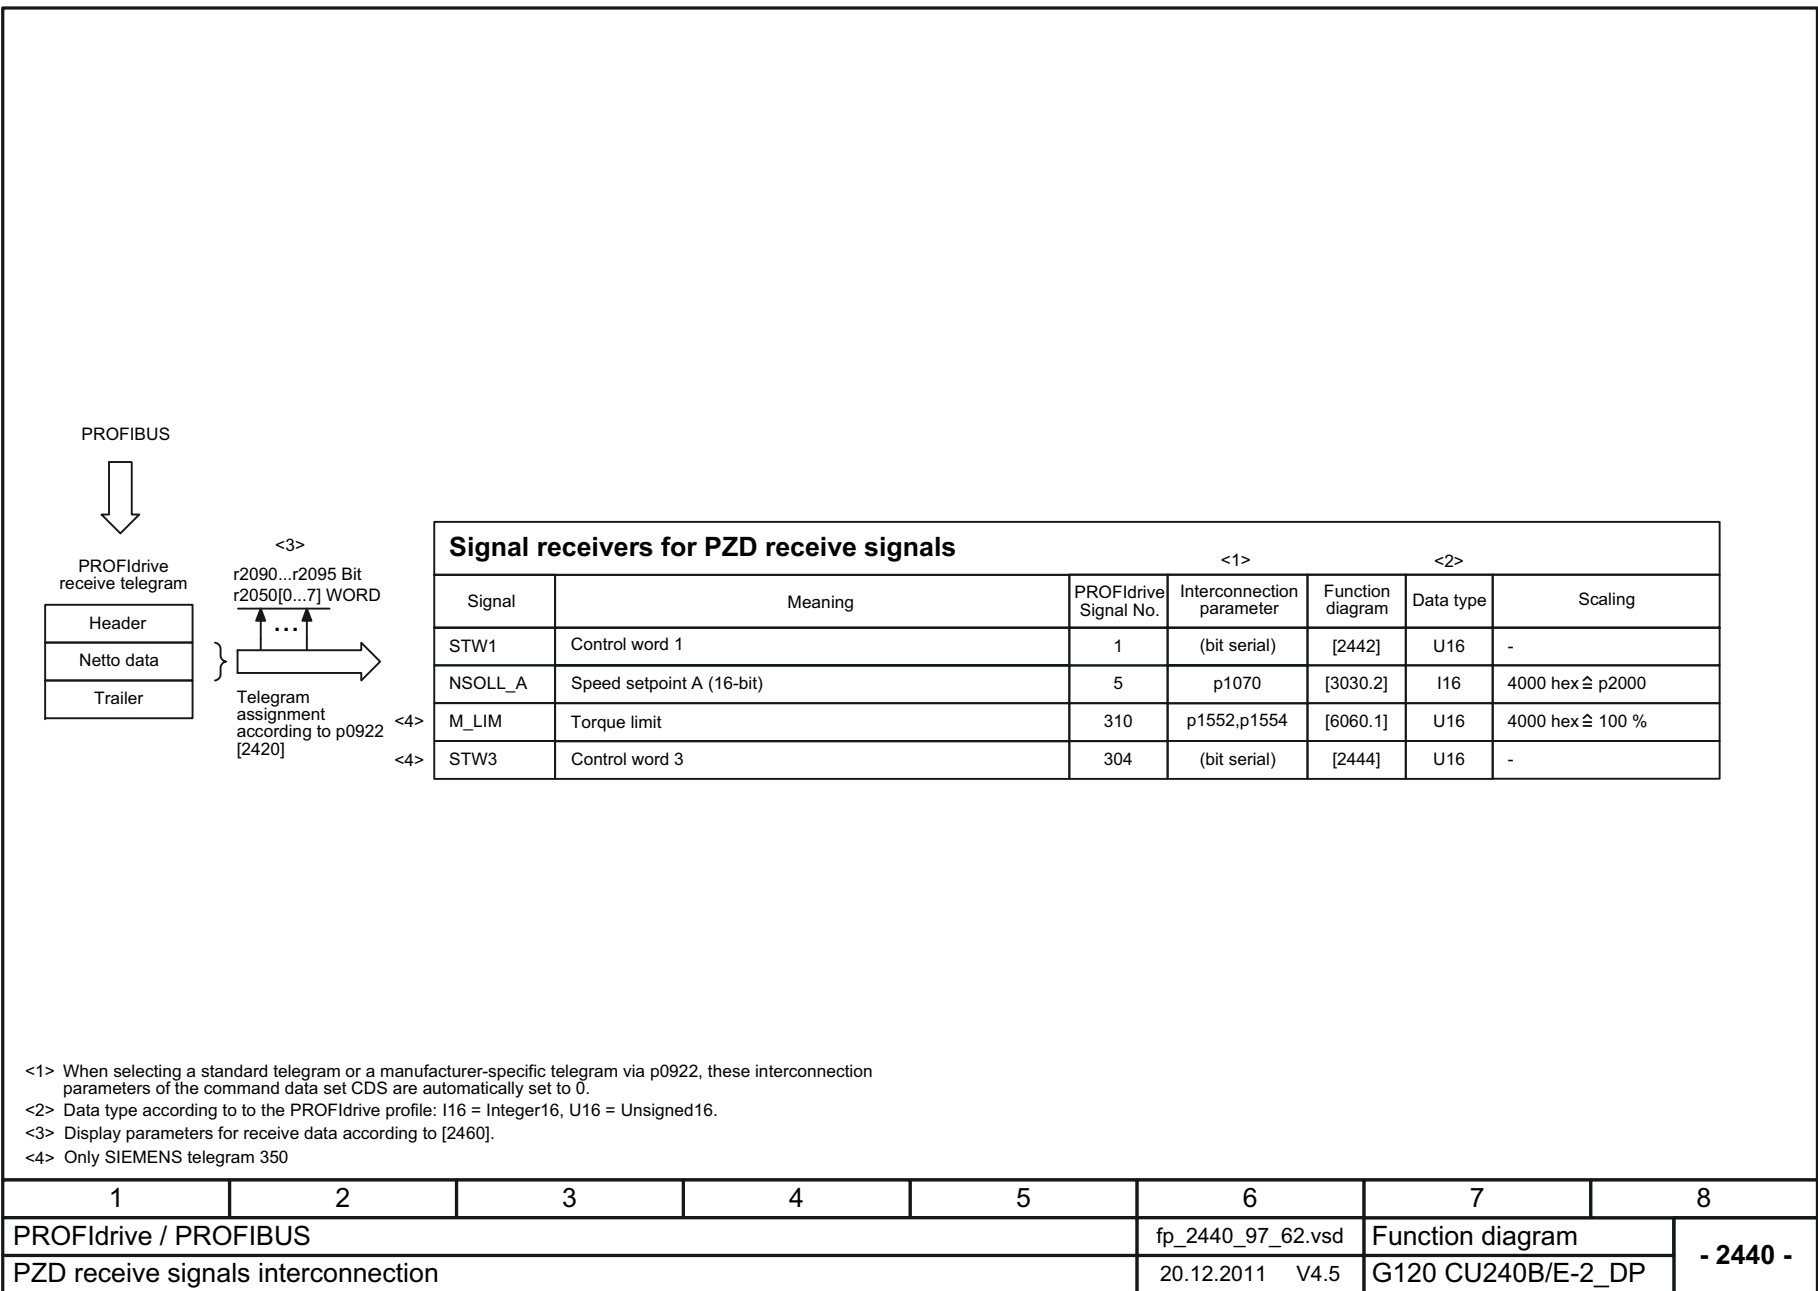 PROFIBUS
PROFIdrive
receive telegram
Header
Netto data
Trailer
<3>
r2090...r2095 Bit
r2050[0...7] WORD
...
Telegram
assignment
according to p0922
[2420]
<4>
<4>
Signal receivers for PZD receive signals
<1>
<2>
Signal Meaning PROFIdrive Signal No. Interconnection parameter Function diagram Data type Scaling
STW1 Control word 1 1 (bit serial) [2442] U16 -
NSOLL_A Speed setpoint A (16-bit) 5 p1070 [3030.2] I16 4000 hex ≙ p2000
M_LIM Torque limit 310 p1552,p1554 [6060.1] U16 4000 hex ≙ 100 %
STW3 Control word 3 304 (bit serial) [2444] U16 -
<1> When selecting a standard telegram or a manufacturer-specific telegram via p0922, these interconnection
parameters of the command data set CDS are automatically set to 0.
<2> Data type according to to the PROFIdrive profile: I16 = Integer16, U16 = Unsigned16.
<3> Display parameters for receive data according to [2460].
<4> Only SIEMENS telegram 350
1 2 3 4 5 6 7 8
PROFIdrive / PROFIBUS fp_2440_97_62.vsd Function diagram
- 2440 -
PZD receive signals interconnection 20.12.2011 V4.5 G120 CU240B/E-2_DP